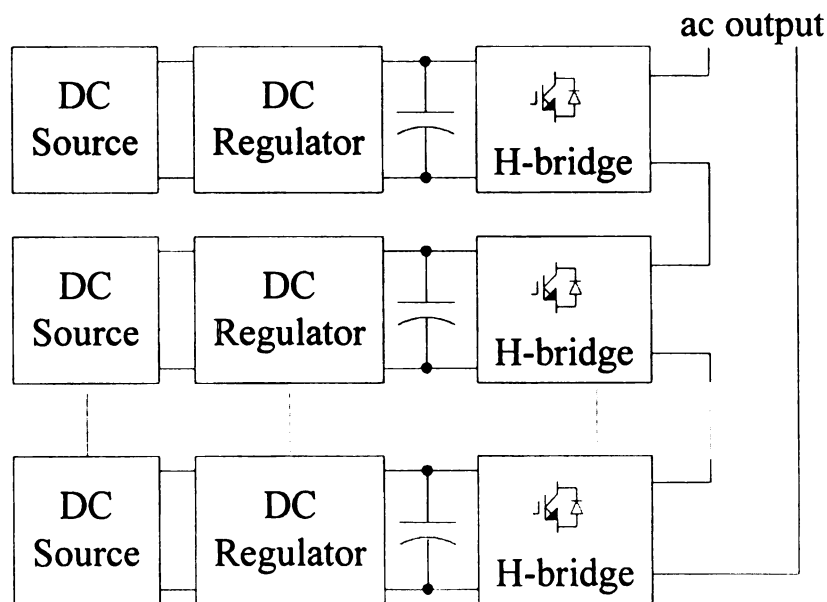 ac output
DC
Source
DC
Regulator
H-bridge
DC
Source
DC
Regulator
H-bridge
DC
Source
DC
Regulator
H-bridge